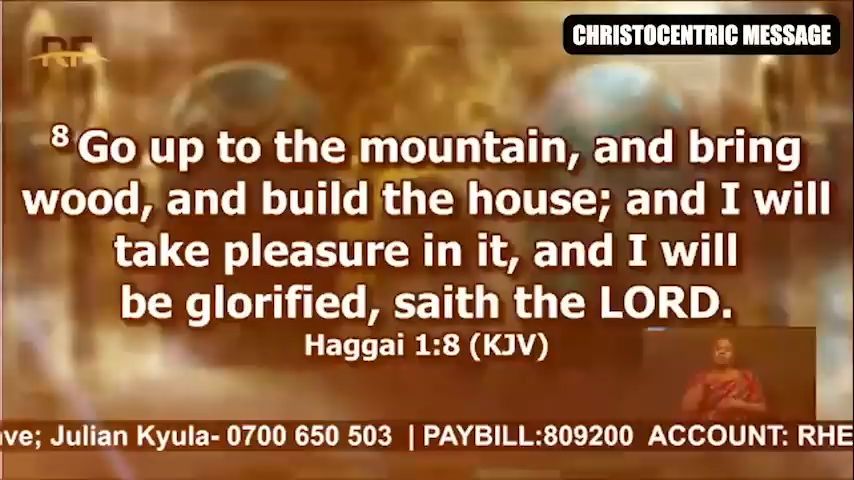 CHRISTOCENTRIC MESSAGE
RF
8 Go up to the mountain, and bring
wood, and build the house; and I will
take pleasure in it, and I will
be glorified, saith the LORD.
Haggai 1:8 (KJV)
ve; Julian Kyula- 0700 650 503 | PAYBILL:809200 ACCOUNT: RHE